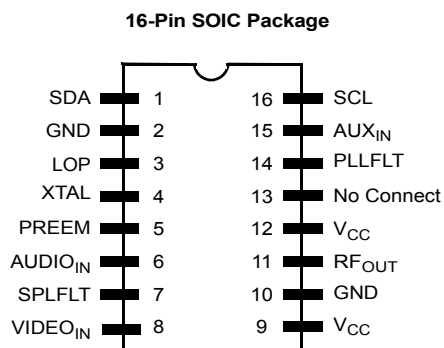 16-Pin SOIC Package
SDA 1 16 SCL
GND 2 15 AUXIN
LOP 3 14 PLLFLT
XTAL 4 13 No Connect
PREEM 5 12 VCC
AUDIOIN 6 11 RFOUT
SPLFLT 7 10 GND
VIDEOIN 8 9 VCC